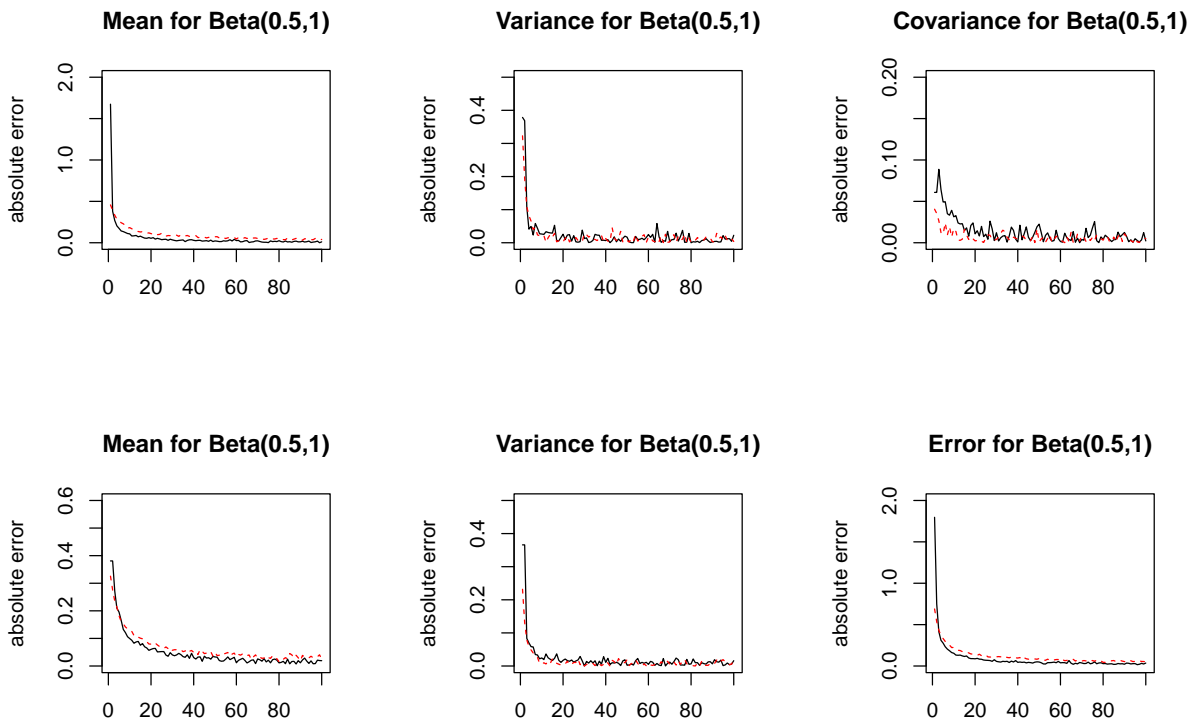 Mean for Beta(0.5,1)
Variance for Beta(0.5,1)
Covariance for Beta(0.5,1)
absolute error
0.0 1.0 2.0
0 20 40 60 80
absolute error
0.0 0.2 0.4
0 20 40 60 80
absolute error
0.00 0.10 0.20
0 20 40 60 80
Mean for Beta(0.5,1)
Variance for Beta(0.5,1)
Error for Beta(0.5,1)
absolute error
0.0 0.2 0.4 0.6
0 20 40 60 80
absolute error
0.0 0.2 0.4
0 20 40 60 80
absolute error
0.0 1.0 2.0
0 20 40 60 80